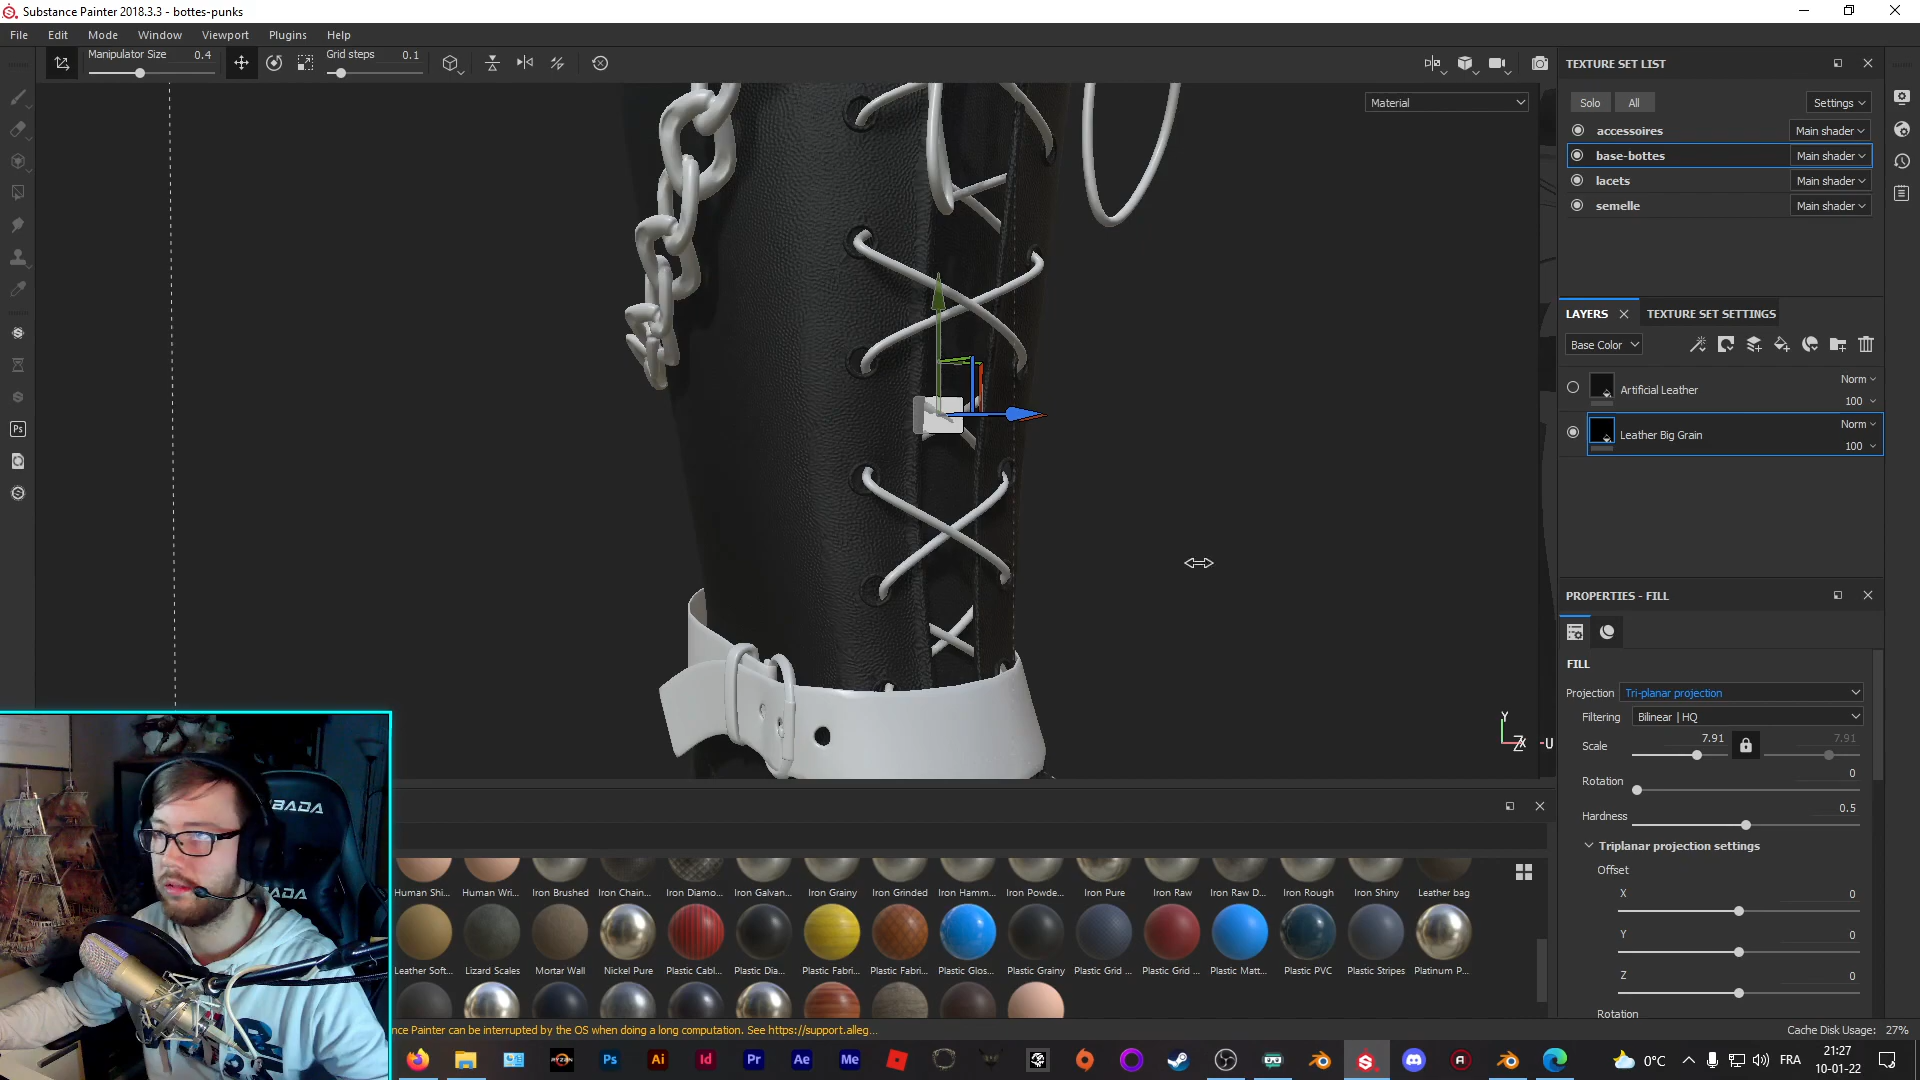 Substance Painter 2018.3.3 - bottes-punks
File Edit Mode Window Viewport Plugins Help
Manipulator Size 0.4
Grid steps 0.1
Material
TEXTURE SET LIST
Solo All Settings
accessoires Main shader
base-bottes Main shader
lacets Main shader
semelle Main shader
LAYERS TEXTURE SET SETTINGS
Base Color
Artificial Leather Norm
100
Leather Big Grain Norm
100
PROPERTIES - FILL
FILL
Projection Tri-planar projection
Filtering Bilinear | HQ
Scale 7.91 7.91
Rotation 0
Hardness 0.5
Triplanar projection settings
Offset
X 0
Y 0
Z 0
Rotation
Y
-U
Human Shi... Human Wri... Iron Brushed Iron Chain... Iron Diamo... Iron Galvan... Iron Grainy Iron Grinded Iron Hamm... Iron Powde... Iron Pure Iron Raw Iron Raw D... Iron Rough Iron Shiny Leather bag
Leather Soft... Lizard Scales Mortar Wall Nickel Pure Plastic Cabl... Plastic Dia... Plastic Fabri... Plastic Fabri... Plastic Glos... Plastic Grainy Plastic Grid ... Plastic Grid ... Plastic Matt... Plastic PVC Plastic Stripes Platinum P...
nce Painter can be interrupted by the OS when doing a long computation. See https://support.alleg...
Cache Disk Usage: 27%
Ps
RYZEN Ps Ai Id Pr Ae Me
0°C FRA 21:27
10-01-22